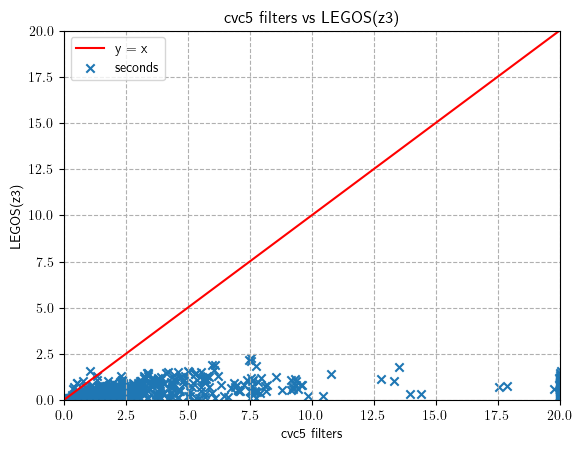 cvc5 filters vs LEGOS(z3)
y = x
seconds
20.0
17.5
15.0
12.5
10.0
7.5
5.0
2.5
0.0
LEGOS(z3)
0.0 2.5 5.0 7.5 10.0 12.5 15.0 17.5 20.0
cvc5 filters